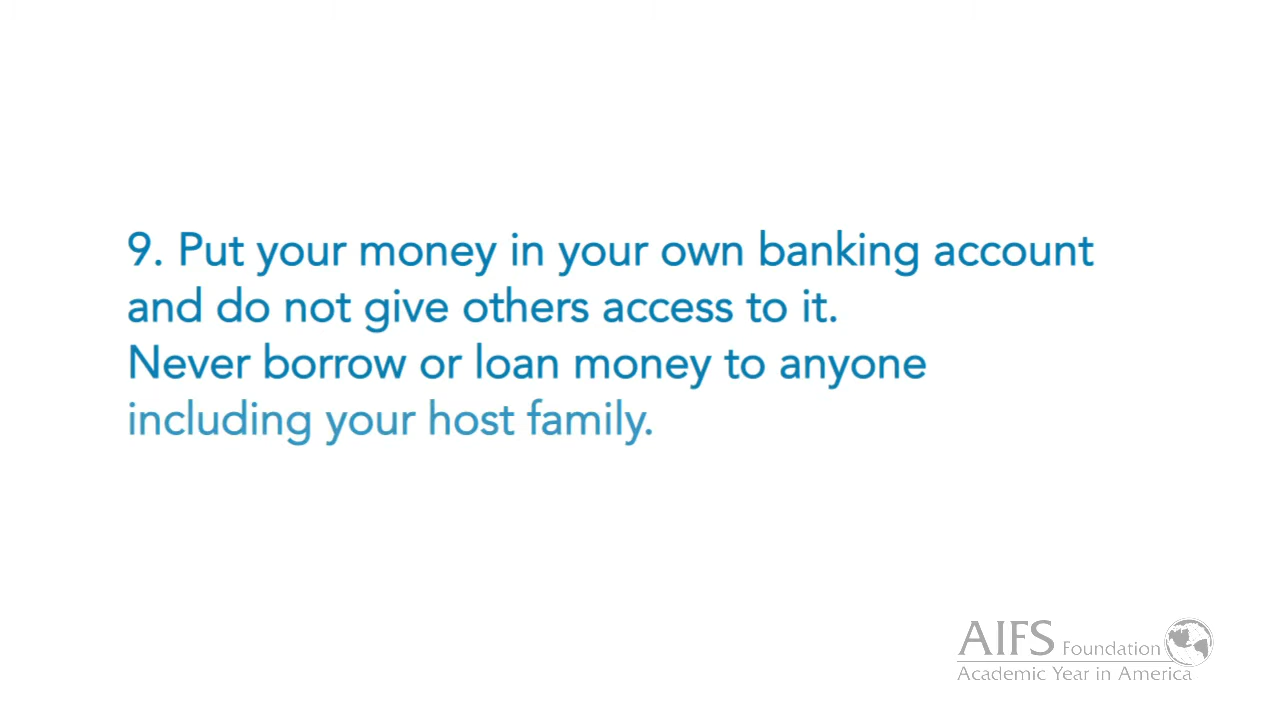 9. Put your money in your own banking account
and do not give others access to it.
Never borrow or loan money to anyone
including your host family.
AIFS Foundation
Academic Year in America